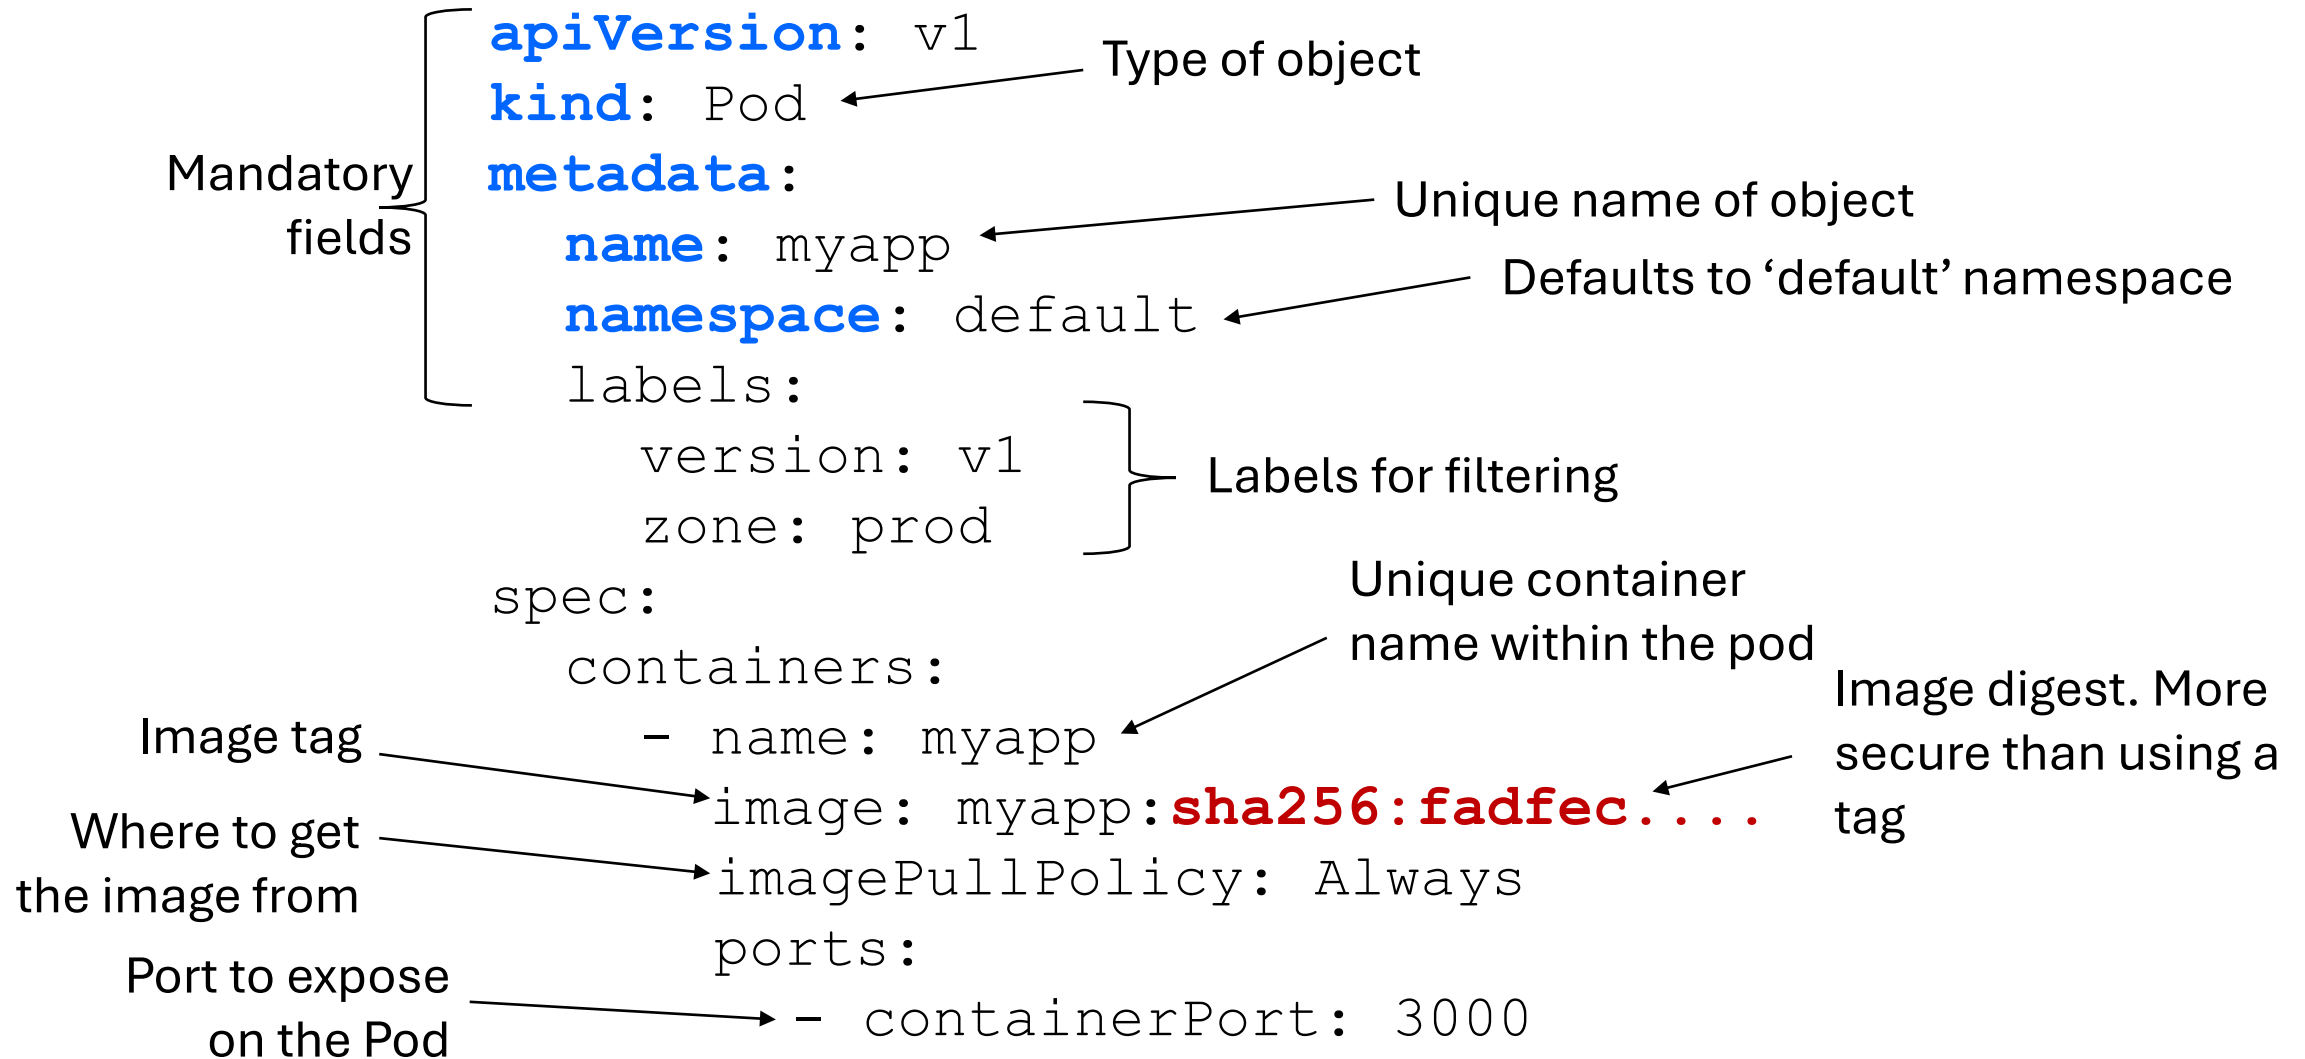 apiVersion: v1
Type of object
kind: Pod
Mandatory
fields
metadata:
Unique name of object
name: myapp
Defaults to ‘default’ namespace
namespace: default
labels:
version: v1
Labels for filtering
zone: prod
Unique container
name within the pod
spec:
containers:
Image digest. More
secure than using a
tag
Image tag
- name: myapp
image: myapp:sha256:fadfec....
Where to get
the image from
imagePullPolicy: Always
ports:
Port to expose
on the Pod
- containerPort: 3000